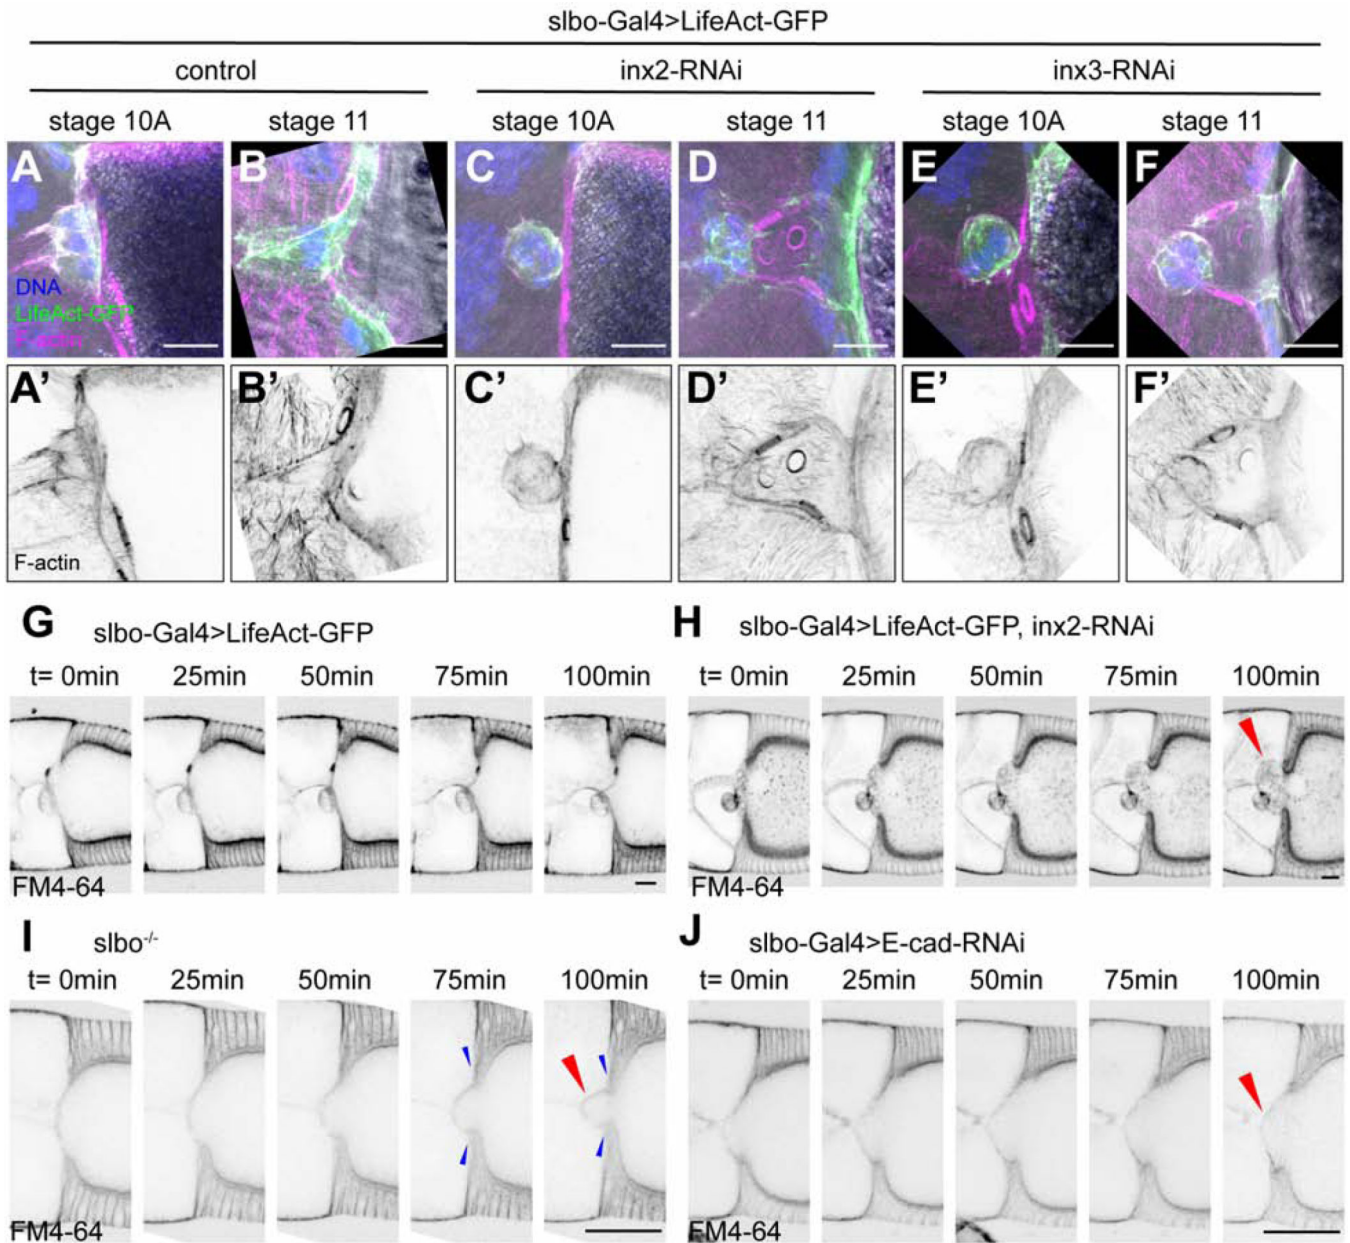 slbo-Gal4>LifeAct-GFP
control inx2-RNAi inx3-RNAi
stage 10A stage 11 stage 10A stage 11 stage 10A stage 11
A B C D E F
DNA
LifeAct-GFP
F-actin
A' B' C' D' E' F'
F-actin
G slbo-Gal4>LifeAct-GFP
H slbo-Gal4>LifeAct-GFP, inx2-RNAi
t= 0min 25min 50min 75min 100min
t= 0min 25min 50min 75min 100min
FM4-64
FM4-64
I slbo-/-
J slbo-Gal4>E-cad-RNAi
t= 0min 25min 50min 75min 100min
t= 0min 25min 50min 75min 100min
FM4-64
FM4-64